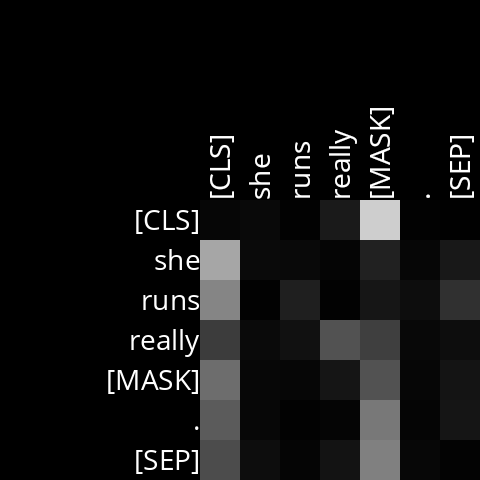 [CLS] she runs really [MASK] . [SEP]
[CLS]
she
runs
really
[MASK]
.
[SEP]